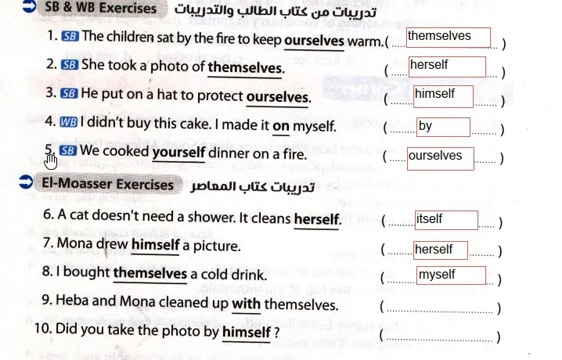 SB & WB Exercises تدريبات من كتاب الطالب والتدريبات
1. SB The children sat by the fire to keep ourselves warm.(.... themselves )
2. SB She took a photo of themselves. (...... herself ...... )
3. SB He put on a hat to protect ourselves. (...... himself ...... )
4. WB I didn't buy this cake. I made it on myself. (...... by ...... )
5. SB We cooked yourself dinner on a fire. (...... ourselves ...... )
El-Moasser Exercises تدريبات كتاب المعاصر
6. A cat doesn't need a shower. It cleans herself. (...... itself ...... )
7. Mona drew himself a picture. (...... herself ...... )
8. I bought themselves a cold drink. (...... myself ...... )
9. Heba and Mona cleaned up with themselves. (............................ )
10. Did you take the photo by himself ? (............................ )